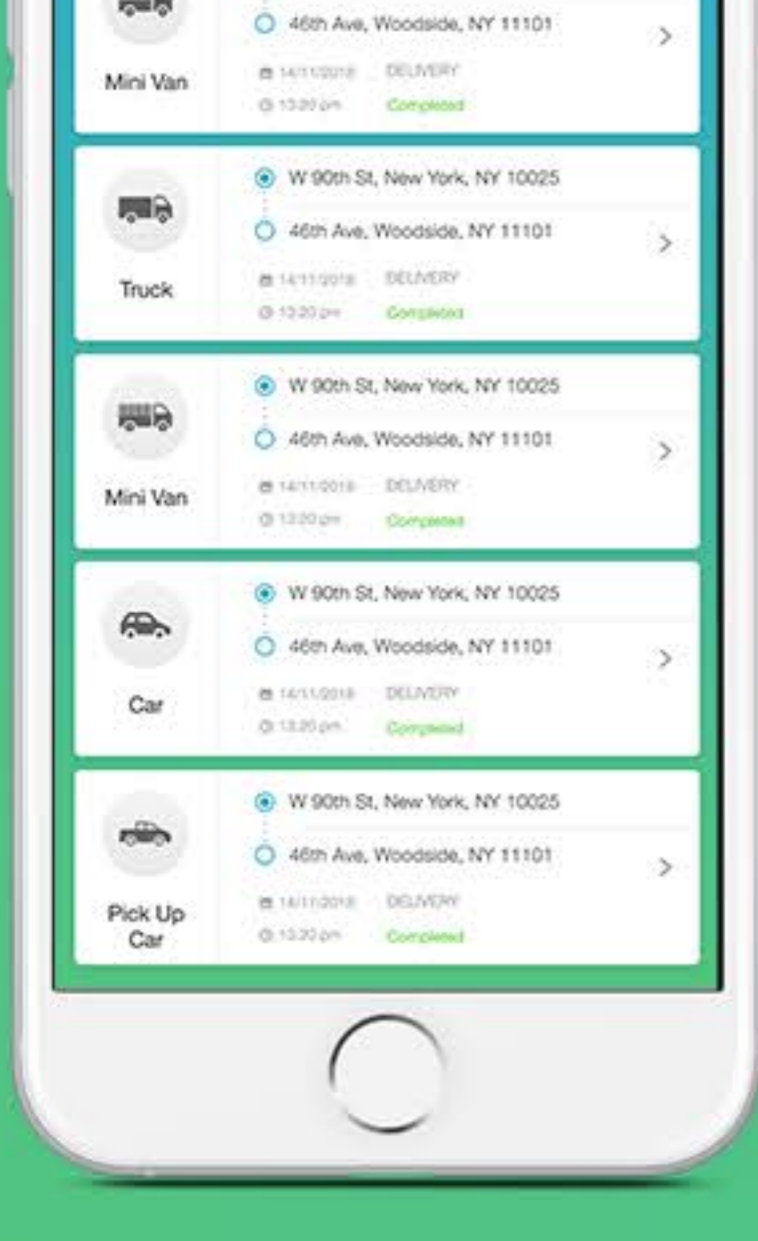 46th Ave, Woodside, NY 11101
Mini Van
14/11/2018 DELIVERY
13:20 pm Completed
W 90th St, New York, NY 10025
46th Ave, Woodside, NY 11101
Truck
14/11/2018 DELIVERY
13:20 pm Completed
W 90th St, New York, NY 10025
46th Ave, Woodside, NY 11101
Mini Van
14/11/2018 DELIVERY
13:20 pm Completed
W 90th St, New York, NY 10025
46th Ave, Woodside, NY 11101
Car
14/11/2018 DELIVERY
13:20 pm Completed
W 90th St, New York, NY 10025
46th Ave, Woodside, NY 11101
Pick Up
Car
14/11/2018 DELIVERY
13:20 pm Completed